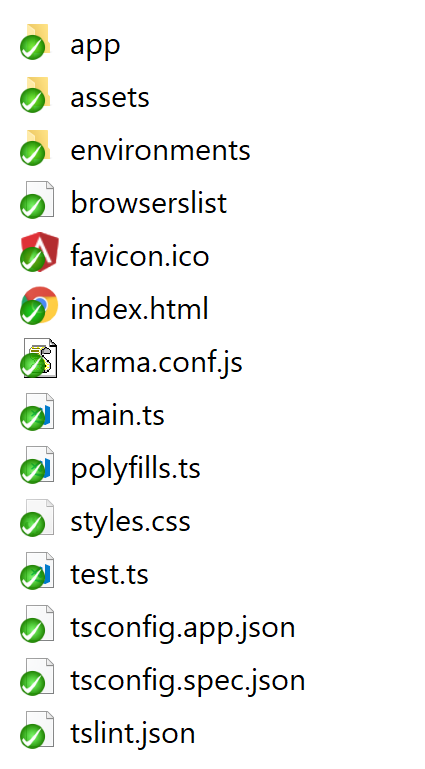 app
assets
environments
browserslist
favicon.ico
index.html
karma.conf.js
main.ts
polyfills.ts
styles.css
test.ts
tsconfig.app.json
tsconfig.spec.json
tslint.json